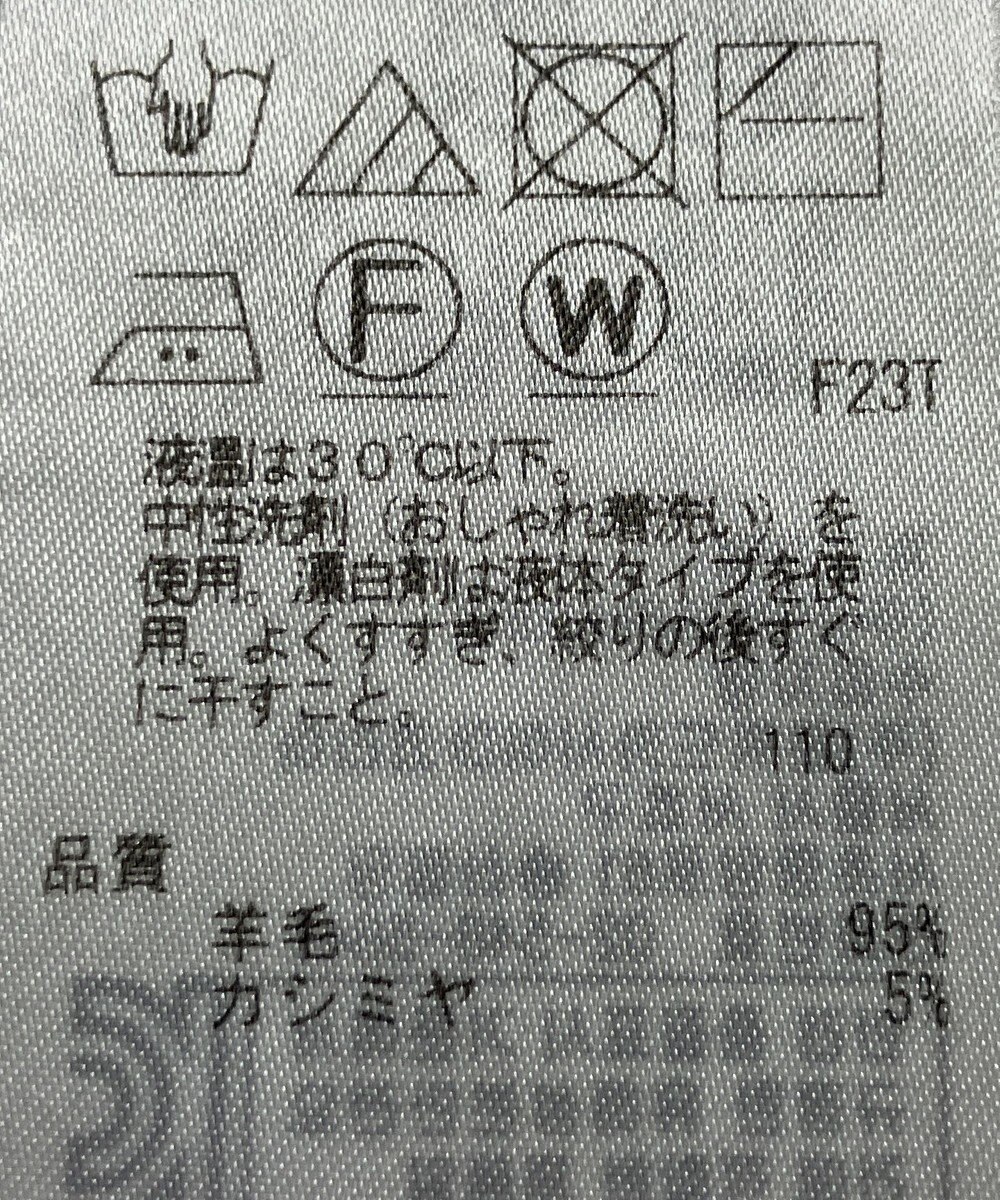 F W
F23T
液温は30℃以下。
中性洗剤（おしゃれ着洗い）を
使用。漂白剤は液体タイプを使
用。よくすすぎ、絞りの後すぐ
に干すこと。
110
品質
羊毛 95%
カシミヤ 5%